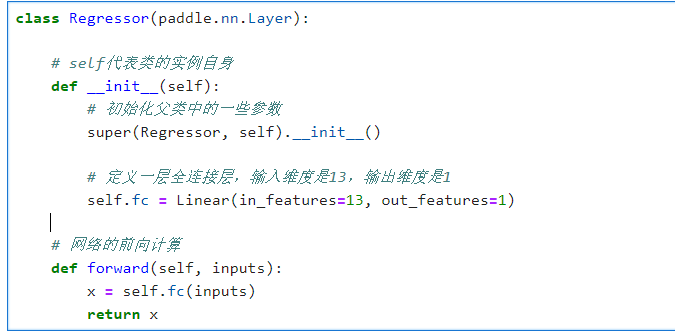 class Regressor(paddle.nn.Layer):
# self代表类的实例自身
def __init__(self):
# 初始化父类中的一些参数
super(Regressor, self).__init__()
# 定义一层全连接层，输入维度是13，输出维度是1
self.fc = Linear(in_features=13, out_features=1)
# 网络的前向计算
def forward(self, inputs):
x = self.fc(inputs)
return x